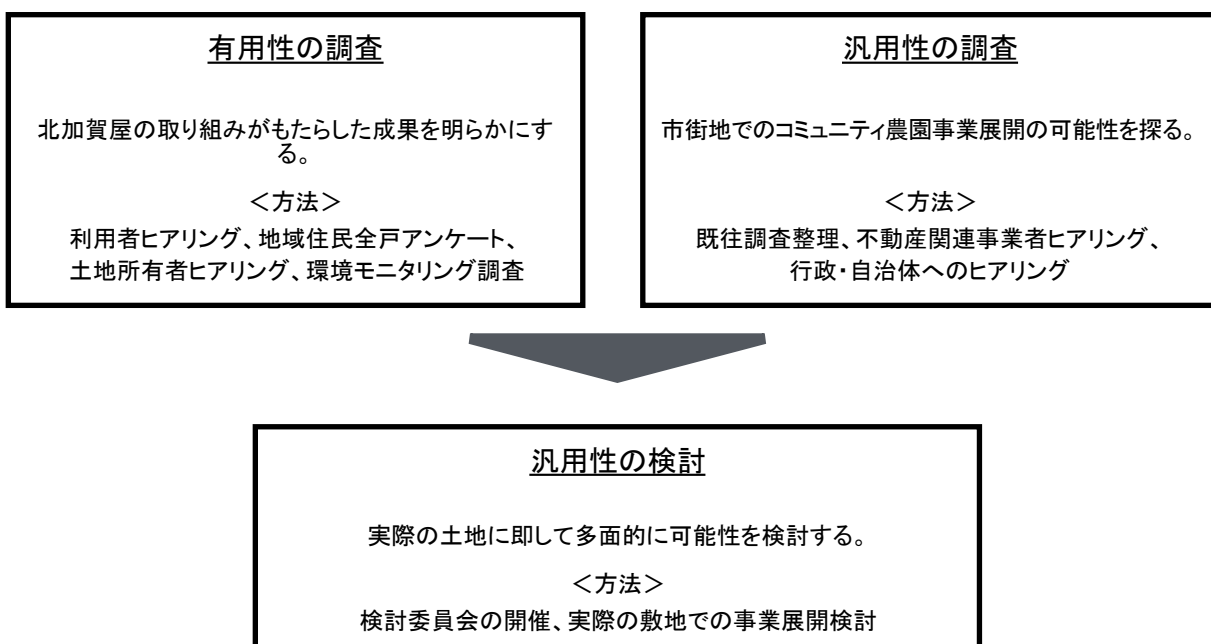 有用性の調査
北加賀屋の取り組みがもたらした成果を明らかにす
る。
＜方法＞
利用者ヒアリング、地域住民全戸アンケート、
土地所有者ヒアリング、環境モニタリング調査
汎用性の調査
市街地でのコミュニティ農園事業展開の可能性を探る。
＜方法＞
既往調査整理、不動産関連事業者ヒアリング、
行政・自治体へのヒアリング
汎用性の検討
実際の土地に即して多面的に可能性を検討する。
＜方法＞
検討委員会の開催、実際の敷地での事業展開検討